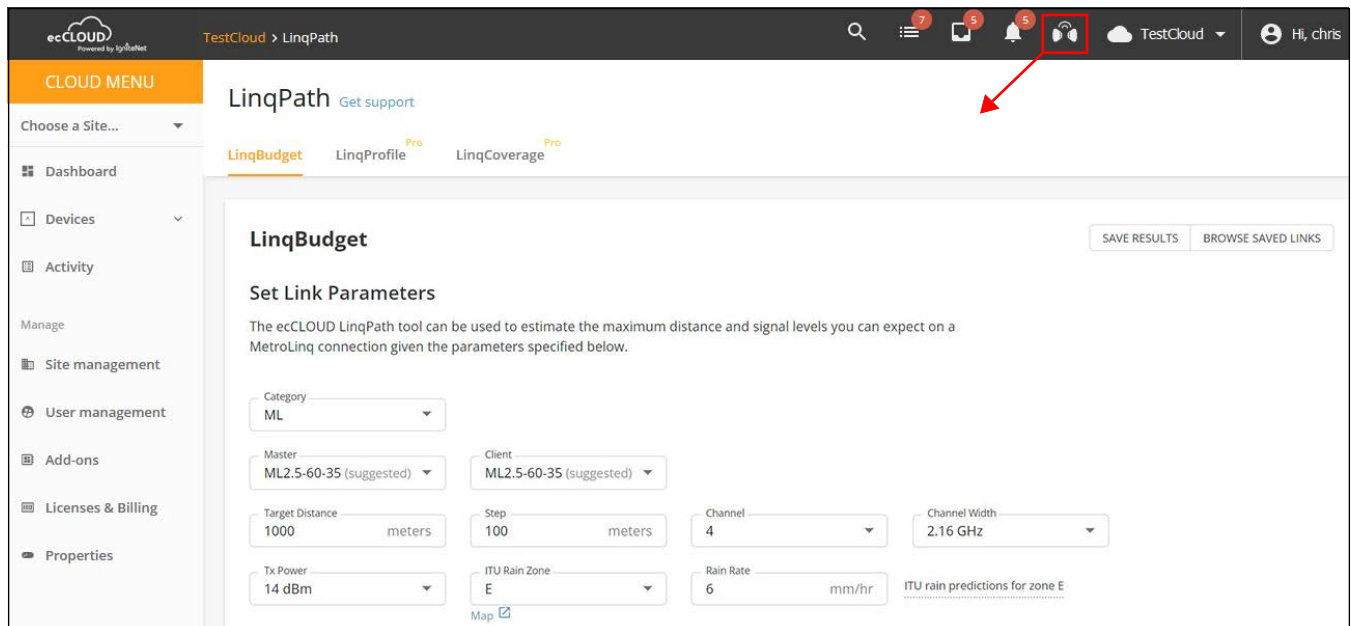 ecCLOUD
Powered by IgniteNet
TestCloud > LinqPath
7
5
5
TestCloud
Hi, chris
CLOUD MENU
Choose a Site...
Dashboard
Devices
Activity
Manage
Site management
User management
Add-ons
Licenses & Billing
Properties
LinqPath Get support
LinqBudget
LinqProfile Pro
LinqCoverage Pro
LinqBudget
SAVE RESULTS
BROWSE SAVED LINKS
Set Link Parameters
The ecCLOUD LinqPath tool can be used to estimate the maximum distance and signal levels you can expect on a
MetroLinq connection given the parameters specified below.
Category
ML
Master
ML2.5-60-35 (suggested)
Client
ML2.5-60-35 (suggested)
Target Distance
1000 meters
Step
100 meters
Channel
4
Channel Width
2.16 GHz
Tx Power
14 dBm
ITU Rain Zone
E
Map
Rain Rate
6 mm/hr
ITU rain predictions for zone E